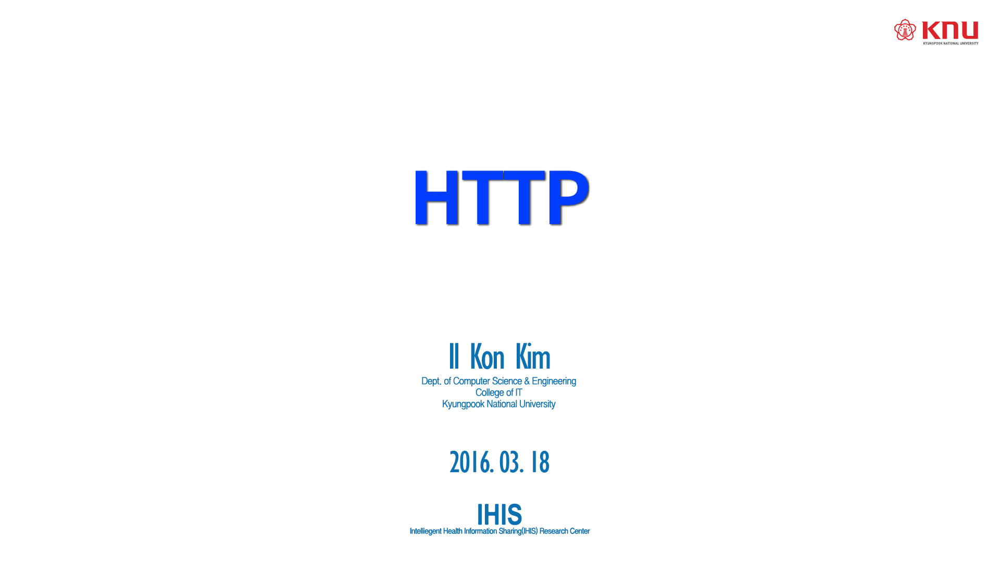 KNU
KYUNGPOOK NATIONAL UNIVERSITY
HTTP
Il Kon Kim
Dept. of Computer Science & Engineering
College of IT
Kyungpook National University
2016. 03. 18
IHIS
Intelliegent Health Information Sharing(IHIS) Research Center